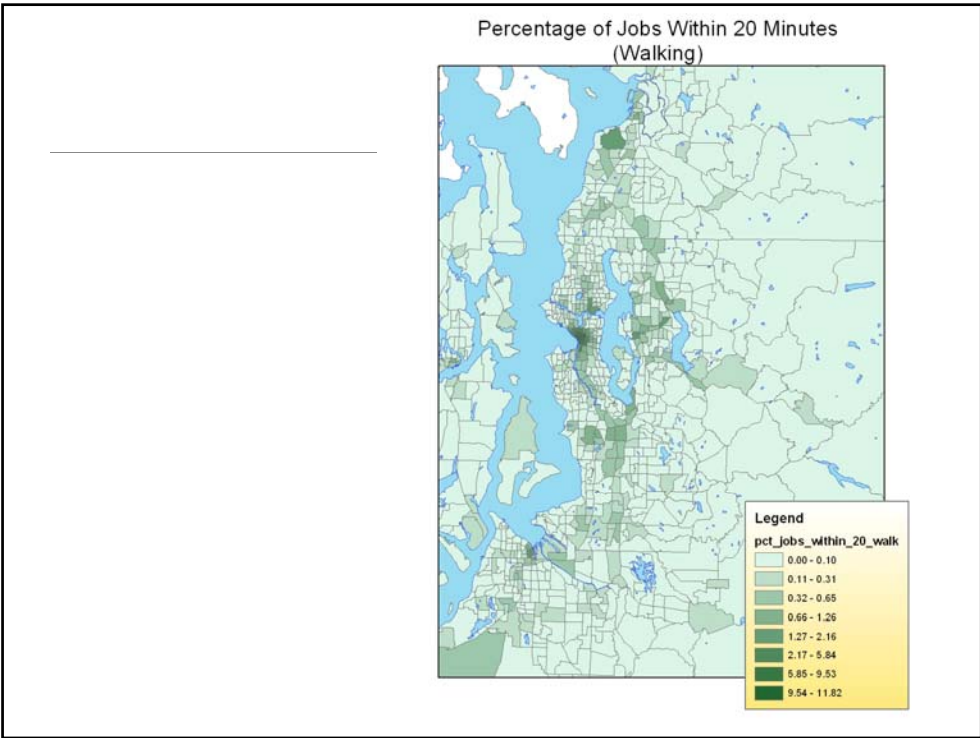 Percentage of Jobs Within 20 Minutes
(Walking)
Legend
pct_jobs_within_20_walk
0.00 - 0.10
0.11 - 0.31
0.32 - 0.65
0.66 - 1.26
1.27 - 2.16
2.17 - 5.84
5.85 - 9.53
9.54 - 11.82